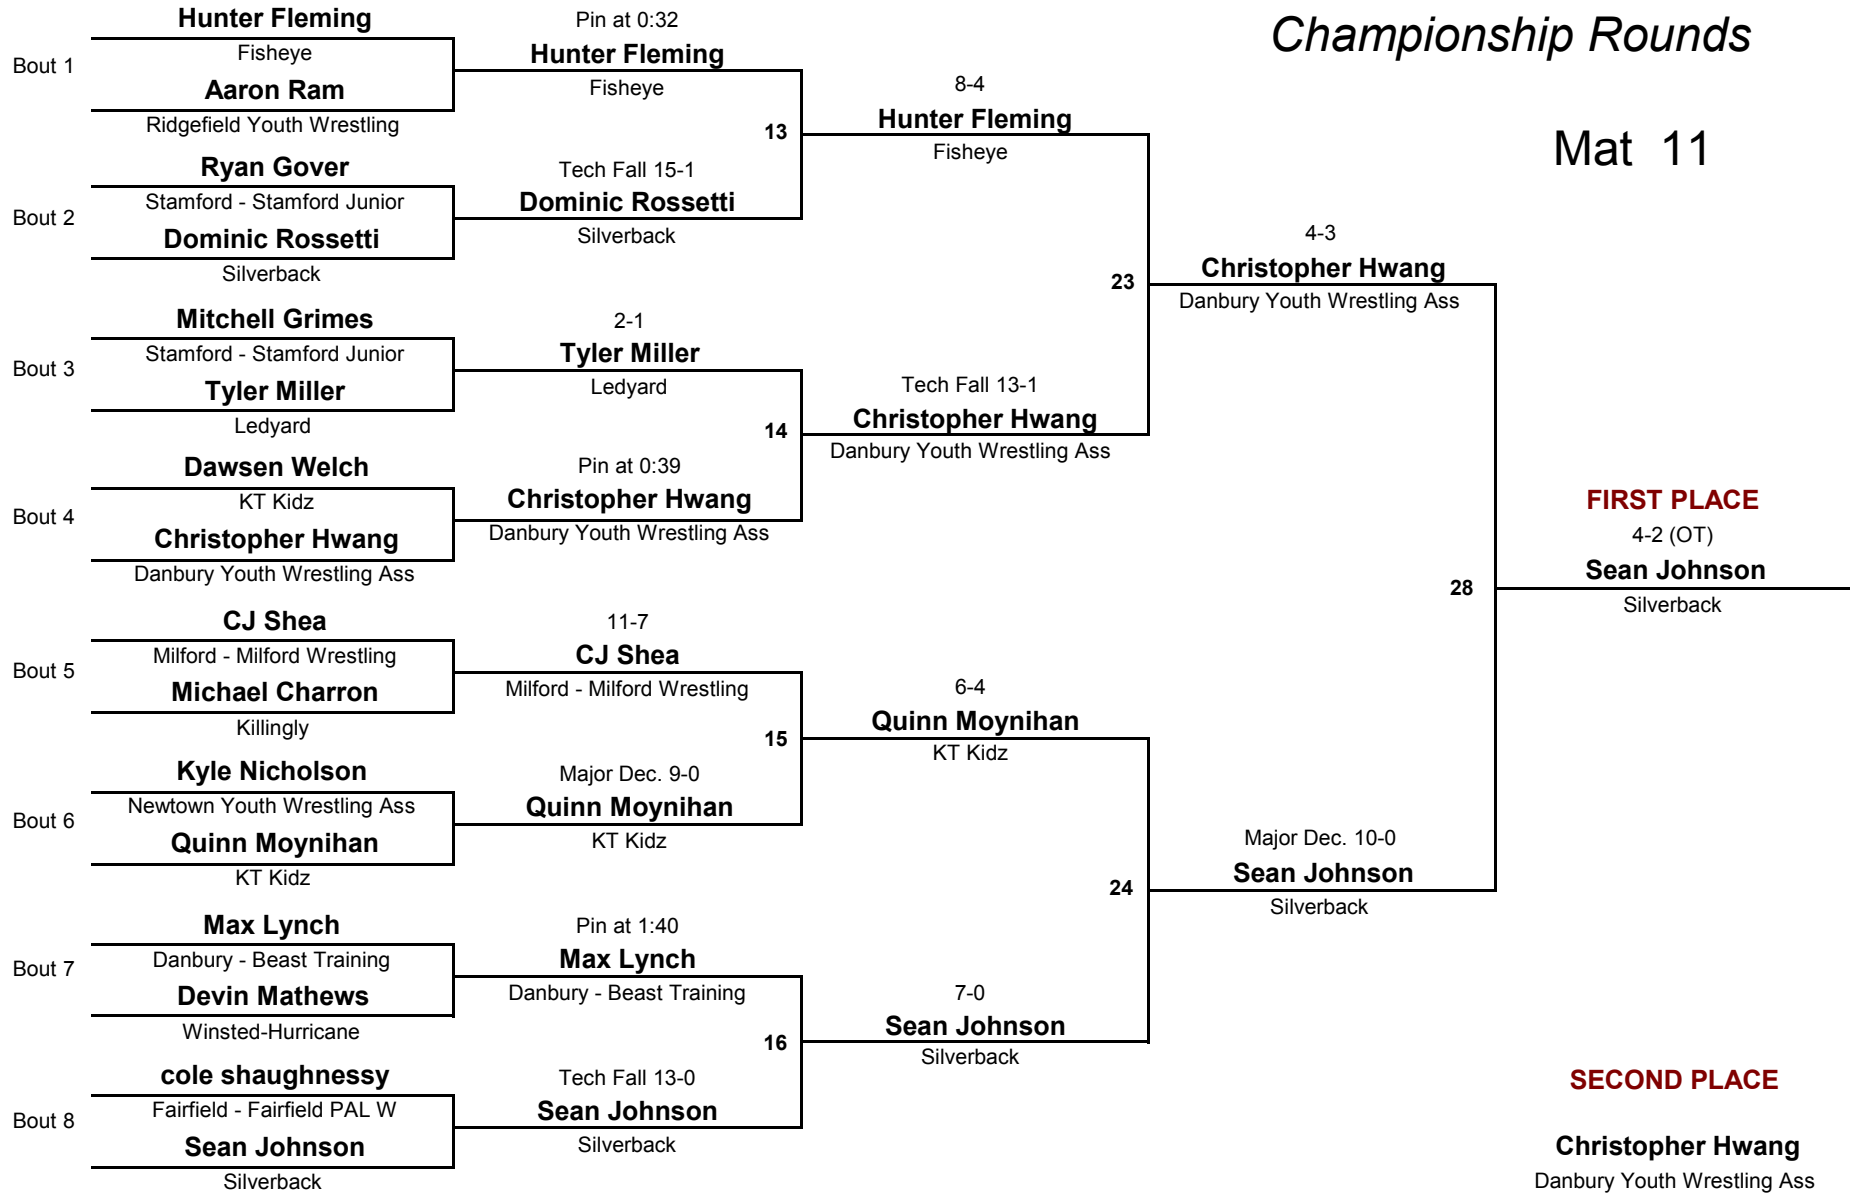 Championship Rounds
Mat 11
Bout 1
Hunter Fleming
Fisheye
Aaron Ram
Ridgefield Youth Wrestling
Bout 2
Ryan Gover
Stamford - Stamford Junior
Dominic Rossetti
Silverback
Bout 3
Mitchell Grimes
Stamford - Stamford Junior
Tyler Miller
Ledyard
Bout 4
Dawsen Welch
KT Kidz
Christopher Hwang
Danbury Youth Wrestling Ass
Bout 5
CJ Shea
Milford - Milford Wrestling
Michael Charron
Killingly
Bout 6
Kyle Nicholson
Newtown Youth Wrestling Ass
Quinn Moynihan
KT Kidz
Bout 7
Max Lynch
Danbury - Beast Training
Devin Mathews
Winsted-Hurricane
Bout 8
cole shaughnessy
Fairfield - Fairfield PAL W
Sean Johnson
Silverback
Pin at 0:32
Hunter Fleming
Fisheye
13
Tech Fall 15-1
Dominic Rossetti
Silverback
2-1
Tyler Miller
Ledyard
14
Pin at 0:39
Christopher Hwang
Danbury Youth Wrestling Ass
11-7
CJ Shea
Milford - Milford Wrestling
15
Major Dec. 9-0
Quinn Moynihan
KT Kidz
Pin at 1:40
Max Lynch
Danbury - Beast Training
16
Tech Fall 13-0
Sean Johnson
Silverback
8-4
Hunter Fleming
Fisheye
23
Tech Fall 13-1
Christopher Hwang
Danbury Youth Wrestling Ass
6-4
Quinn Moynihan
KT Kidz
24
7-0
Sean Johnson
Silverback
4-3
Christopher Hwang
Danbury Youth Wrestling Ass
28
Major Dec. 10-0
Sean Johnson
Silverback
FIRST PLACE
4-2 (OT)
Sean Johnson
Silverback
SECOND PLACE
Christopher Hwang
Danbury Youth Wrestling Ass